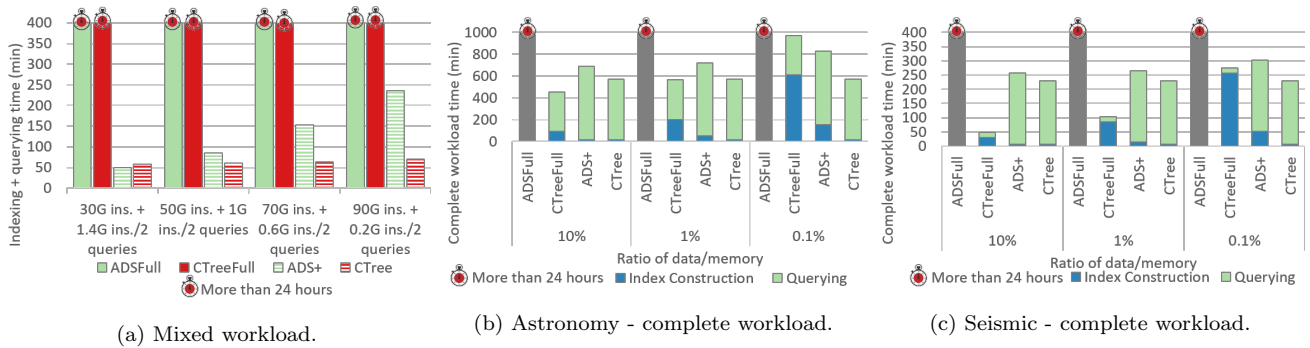 Indexing + querying time (min)
400
350
300
250
200
150
100
50
0
30G ins. +
1.4G ins./2
queries
50G ins. + 1G
ins./2 queries
70G ins. +
0.6G ins./2
queries
90G ins. +
0.2G ins./2
queries
ADSFull CTreeFull ADS+ CTree
More than 24 hours
(a) Mixed workload.
Complete workload time (min)
1000
800
600
400
200
0
ADSFull CTreeFull ADS+ CTree ADSFull CTreeFull ADS+ CTree ADSFull CTreeFull ADS+ CTree
10% 1% 0.1%
Ratio of data/memory
More than 24 hours Index Construction Querying
(b) Astronomy - complete workload.
Complete workload time (min)
400
350
300
250
200
150
100
50
0
ADSFull CTreeFull ADS+ CTree ADSFull CTreeFull ADS+ CTree ADSFull CTreeFull ADS+ CTree
10% 1% 0.1%
Ratio of data/memory
More than 24 hours Index Construction Querying
(c) Seismic - complete workload.